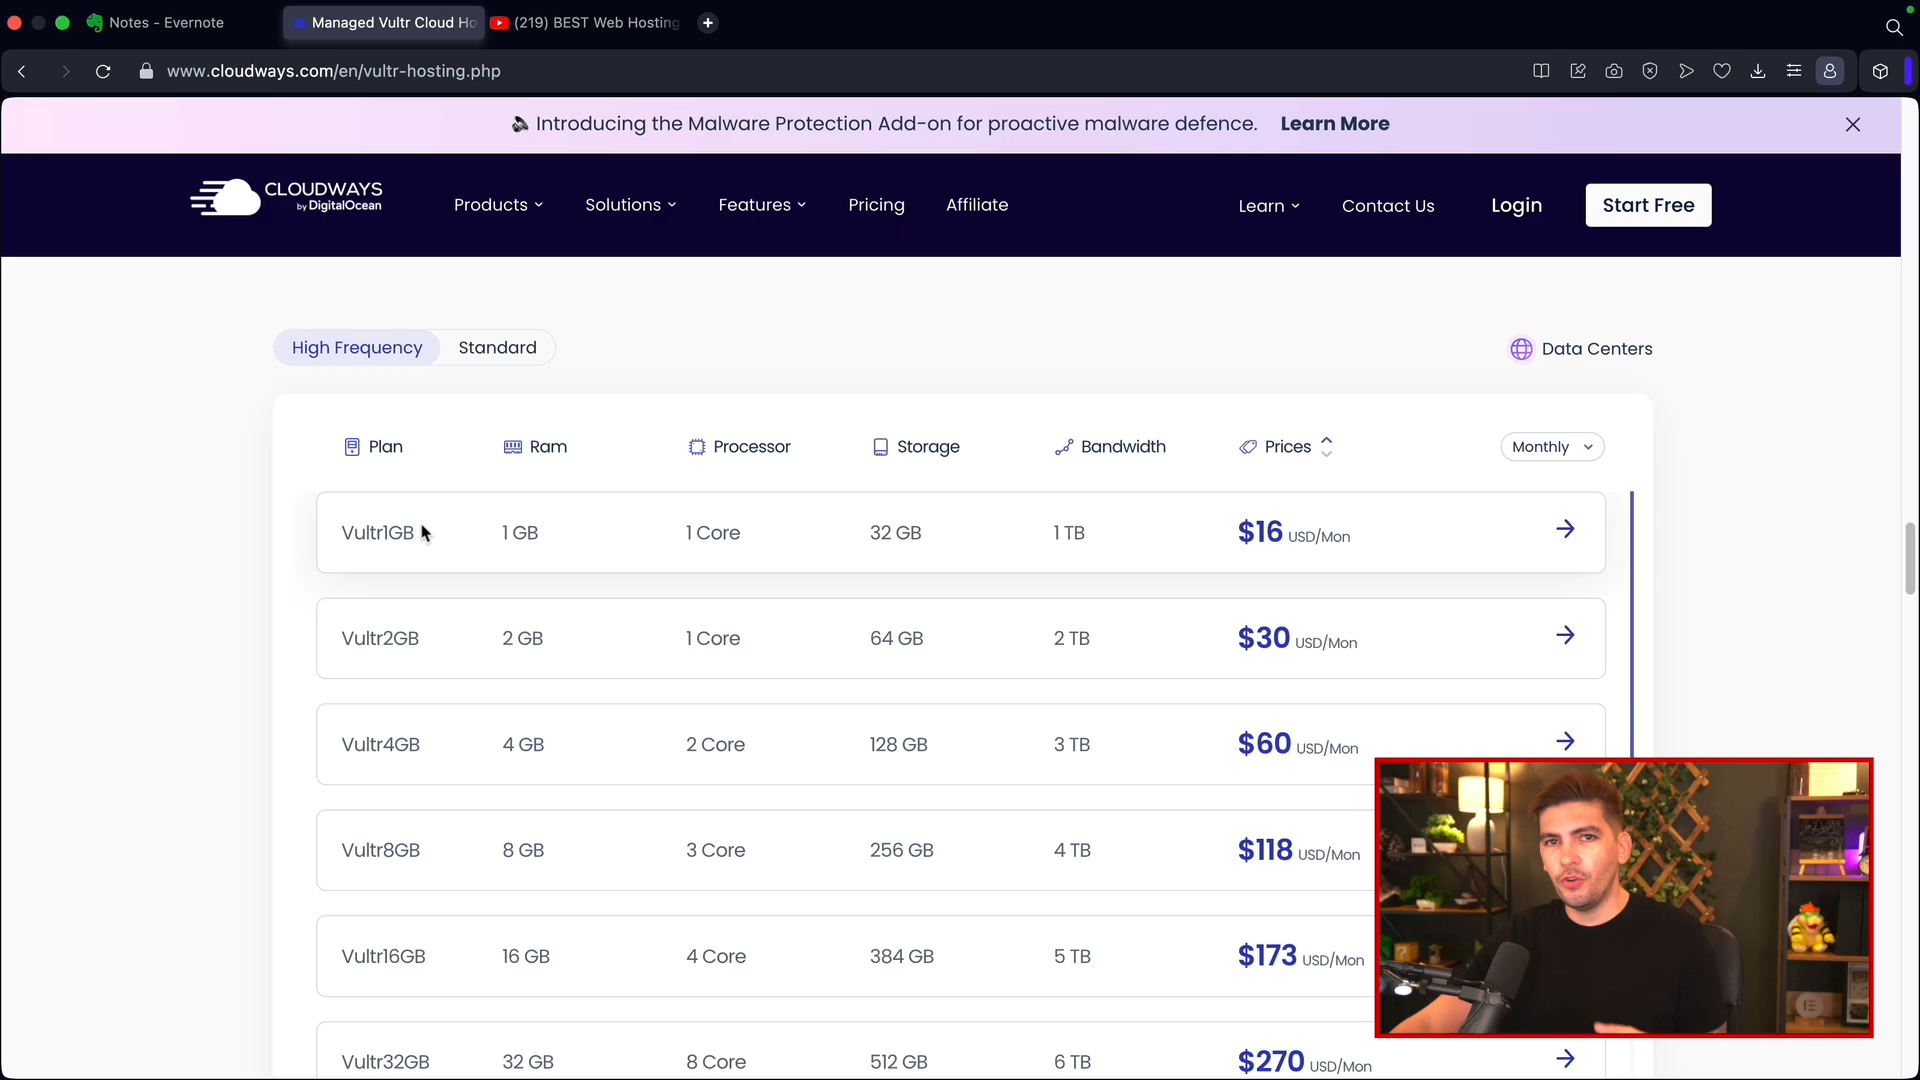 Notes - Evernote
Managed Vultr Cloud Ho
(219) BEST Web Hosting
www.cloudways.com/en/vultr-hosting.php
Introducing the Malware Protection Add-on for proactive malware defence. Learn More
CLOUDWAYS
by DigitalOcean
Products
Solutions
Features
Pricing
Affiliate
Learn
Contact Us
Login
Start Free
High Frequency
Standard
Data Centers
Plan Ram Processor Storage Bandwidth Prices Monthly
Vultr1GB 1 GB 1 Core 32 GB 1 TB $16 USD/Mon
Vultr2GB 2 GB 1 Core 64 GB 2 TB $30 USD/Mon
Vultr4GB 4 GB 2 Core 128 GB 3 TB $60 USD/Mon
Vultr8GB 8 GB 3 Core 256 GB 4 TB $118 USD/Mon
Vultr16GB 16 GB 4 Core 384 GB 5 TB $173 USD/Mon
Vultr32GB 32 GB 8 Core 512 GB 6 TB $270 USD/Mon